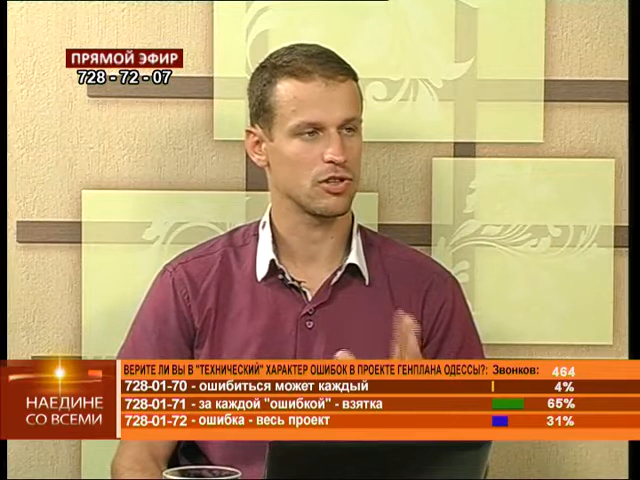 ПРЯМОЙ ЭФИР
728-72-07
ВЕРИТЕ ЛИ ВЫ В "ТЕХНИЧЕСКИЙ" ХАРАКТЕР ОШИБОК В ПРОЕКТЕ ГЕНПЛАНА ОДЕССЫ?: Звонков: 464
728-01-70 - ошибиться может каждый 4%
728-01-71 - за каждой "ошибкой" - взятка 65%
728-01-72 - ошибка - весь проект 31%
НАЕДИНЕ
СО ВСЕМИ